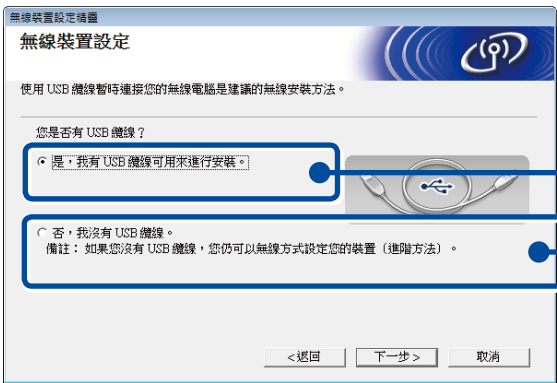 無線裝置設定精靈
無線裝置設定
使用 USB 纜線暫時連接您的無線電腦是建議的無線安裝方法。
您是否有 USB 纜線？
是，我有 USB 纜線可用來進行安裝。
否，我沒有 USB 纜線。
備註： 如果您沒有 USB 纜線，您仍可以無線方式設定您的裝置（進階方法）。
<返回
下一步 >
取消